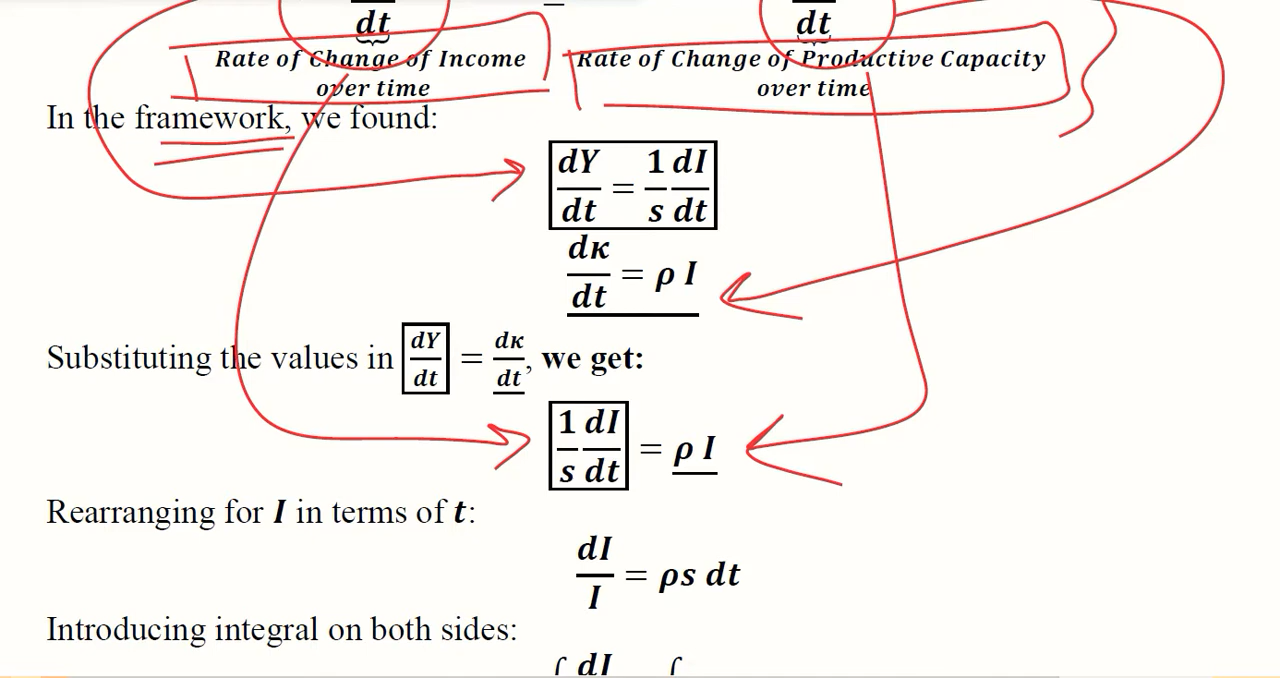 dt dt
Rate of Change of Income Rate of Change of Productive Capacity
over time over time
In the framework, we found:
dY/dt = 1/s dI/dt
dκ/dt = ρ I
Substituting the values in dY/dt = dκ/dt, we get:
1/s dI/dt = ρ I
Rearranging for I in terms of t:
dI/I = ρs dt
Introducing integral on both sides:
∫ dI ∫